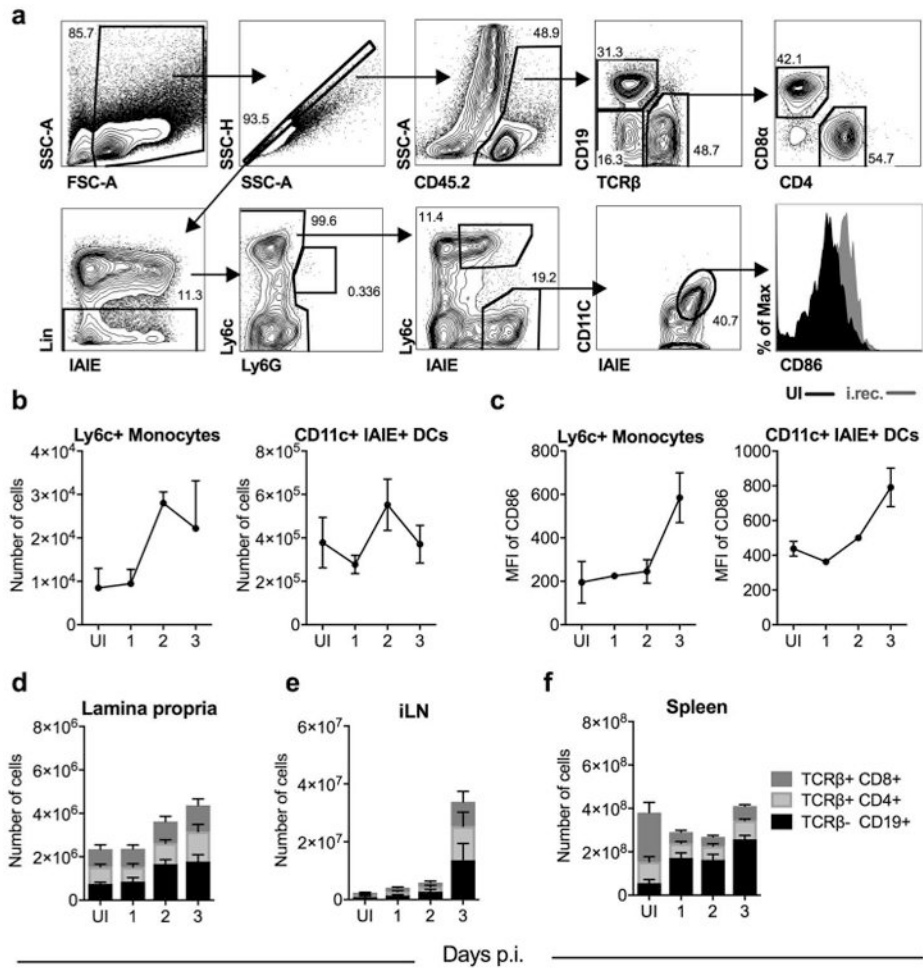 a
85.7
SSC-A
FSC-A
93.5
SSC-H
SSC-A
48.9
SSC-A
CD45.2
31.3
16.3
48.7
CD19
TCRβ
42.1
54.7
CD8α
CD4
11.3
Lin
IAIE
99.6
0.336
Ly6c
Ly6G
11.4
19.2
Ly6c
IAIE
40.7
CD11C
IAIE
% of Max
CD86
UI i.rec.
b
Ly6c+ Monocytes
Number of cells
4×10⁴
3×10⁴
2×10⁴
1×10⁴
0
UI 1 2 3
CD11c+ IAIE+ DCs
Number of cells
8×10⁵
6×10⁵
4×10⁵
2×10⁵
0
UI 1 2 3
c
Ly6c+ Monocytes
MFI of CD86
800
600
400
200
0
UI 1 2 3
CD11c+ IAIE+ DCs
MFI of CD86
1000
800
600
400
200
0
UI 1 2 3
d
Lamina propria
Number of cells
8×10⁶
6×10⁶
4×10⁶
2×10⁶
0
UI 1 2 3
e
iLN
Number of cells
6×10⁷
4×10⁷
2×10⁷
0
UI 1 2 3
f
Spleen
Number of cells
8×10⁸
6×10⁸
4×10⁸
2×10⁸
0
UI 1 2 3
TCRβ+ CD8+
TCRβ+ CD4+
TCRβ- CD19+
Days p.i.